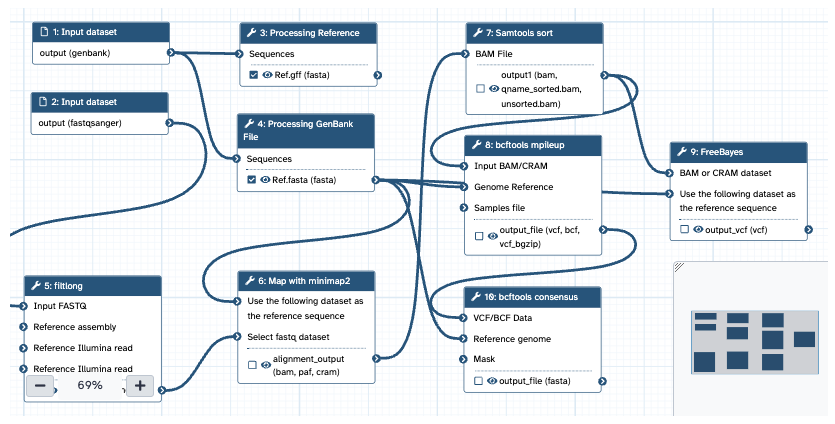 1: Input dataset
output (genbank)
2: Input dataset
output (fastqsanger)
3: Processing Reference
Sequences
Ref.gff (fasta)
4: Processing GenBank
File
Sequences
Ref.fasta (fasta)
5: filtlong
Input FASTQ
Reference assembly
Reference Illumina read
Reference Illumina read
69%
6: Map with minimap2
Use the following dataset as
the reference sequence
Select fastq dataset
alignment_output
(bam, paf, cram)
7: Samtools sort
BAM File
output1 (bam,
qname_sorted.bam,
unsorted.bam)
8: bcftools mpileup
Input BAM/CRAM
Genome Reference
Samples file
output_file (vcf, bcf,
vcf_bgzip)
10: bcftools consensus
VCF/BCF Data
Reference genome
Mask
output_file (fasta)
9: FreeBayes
BAM or CRAM dataset
Use the following dataset as
the reference sequence
output_vcf (vcf)